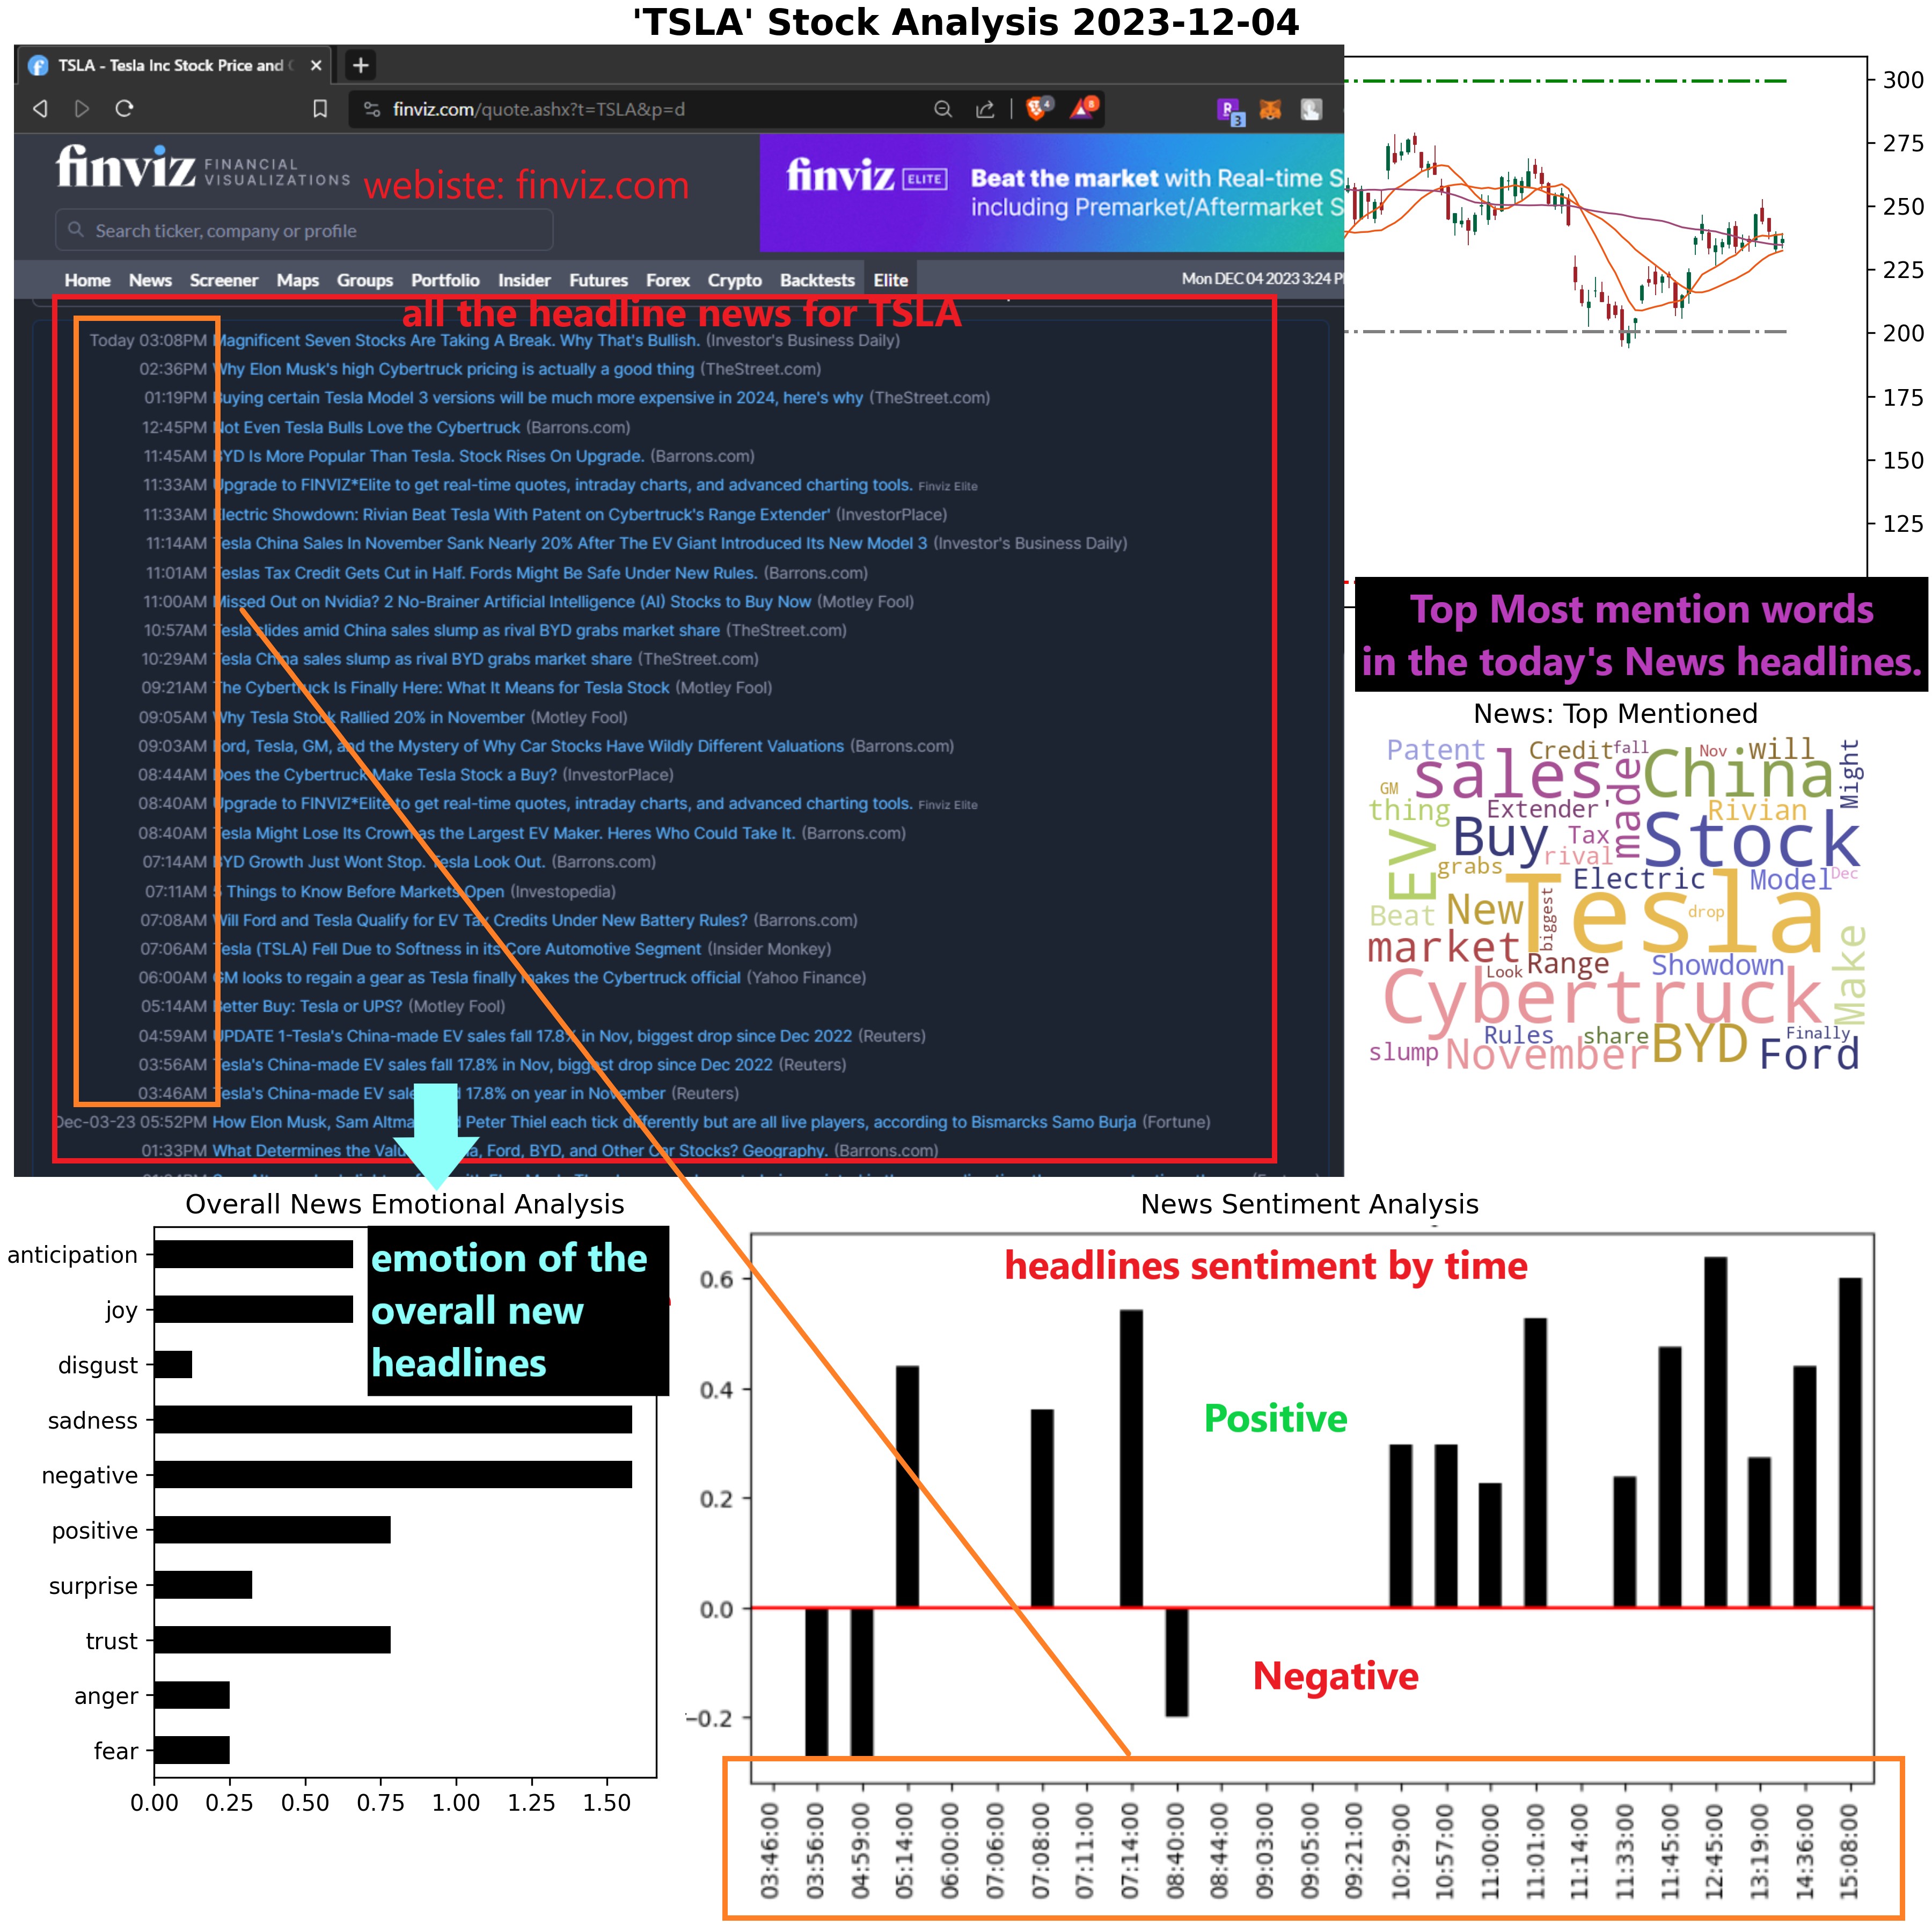 'TSLA' Stock Analysis 2023-12-04
TSLA - Tesla Inc Stock Price and
finviz.com/quote.ashx?t=TSLA&p=d
4
8
3
finviz FINANCIAL VISUALIZATIONS
webiste: finviz.com
finviz ELITE
Beat the market with Real-time S
including Premarket/Aftermarket S
Search ticker, company or profile
Home News Screener Maps Groups Portfolio Insider Futures Forex Crypto Backtests Elite
Mon DEC 04 2023 3:24 P
all the headline news for TSLA
Today 03:08PM Magnificent Seven Stocks Are Taking A Break. Why That's Bullish. (Investor's Business Daily)
02:36PM Why Elon Musk's high Cybertruck pricing is actually a good thing (TheStreet.com)
01:19PM Buying certain Tesla Model 3 versions will be much more expensive in 2024, here's why (TheStreet.com)
12:45PM Not Even Tesla Bulls Love the Cybertruck (Barrons.com)
11:45AM BYD Is More Popular Than Tesla. Stock Rises On Upgrade. (Barrons.com)
11:33AM Upgrade to FINVIZ*Elite to get real-time quotes, intraday charts, and advanced charting tools. Finviz Elite
11:33AM Electric Showdown: Rivian Beat Tesla With Patent on Cybertruck's Range Extender' (InvestorPlace)
11:14AM Tesla China Sales In November Sank Nearly 20% After The EV Giant Introduced Its New Model 3 (Investor's Business Daily)
11:01AM Teslas Tax Credit Gets Cut in Half. Fords Might Be Safe Under New Rules. (Barrons.com)
11:00AM Missed Out on Nvidia? 2 No-Brainer Artificial Intelligence (AI) Stocks to Buy Now (Motley Fool)
10:57AM Tesla slides amid China sales slump as rival BYD grabs market share (TheStreet.com)
10:29AM Tesla China sales slump as rival BYD grabs market share (TheStreet.com)
09:21AM The Cybertruck Is Finally Here: What It Means for Tesla Stock (Motley Fool)
09:05AM Why Tesla Stock Rallied 20% in November (Motley Fool)
09:03AM Ford, Tesla, GM, and the Mystery of Why Car Stocks Have Wildly Different Valuations (Barrons.com)
08:44AM Does the Cybertruck Make Tesla Stock a Buy? (InvestorPlace)
08:40AM Upgrade to FINVIZ*Elite to get real-time quotes, intraday charts, and advanced charting tools. Finviz Elite
08:40AM Tesla Might Lose Its Crown as the Largest EV Maker. Heres Who Could Take It. (Barrons.com)
07:14AM BYD Growth Just Wont Stop. Tesla Look Out. (Barrons.com)
07:11AM 5 Things to Know Before Markets Open (Investopedia)
07:08AM Will Ford and Tesla Qualify for EV Tax Credits Under New Battery Rules? (Barrons.com)
07:06AM Tesla (TSLA) Fell Due to Softness in its Core Automotive Segment (Insider Monkey)
06:00AM GM looks to regain a gear as Tesla finally makes the Cybertruck official (Yahoo Finance)
05:14AM Better Buy: Tesla or UPS? (Motley Fool)
04:59AM UPDATE 1-Tesla's China-made EV sales fall 17.8% in Nov, biggest drop since Dec 2022 (Reuters)
03:56AM Tesla's China-made EV sales fall 17.8% in Nov, biggest drop since Dec 2022 (Reuters)
03:46AM Tesla's China-made EV sale 17.8% on year in November (Reuters)
Dec-03-23 05:52PM How Elon Musk, Sam Altma Peter Thiel each tick differently but are all live players, according to Bismarcks Samo Burja (Fortune)
01:33PM What Determines the Valu Ford, BYD, and Other Car Stocks? Geography. (Barrons.com)
300
275
250
225
200
175
150
125
Top Most mention words
in the today's News headlines.
News: Top Mentioned
Patent Credit fall Nov will Might
sales made China
GM thing Extender' Rivian
EV Buy Tax rival Stock
grabs Electric Model Dec
Beat New biggest Tesla drop
market Look Range Showdown Make
Cybertruck
Rules share BYD Finally
slump November Ford
Overall News Emotional Analysis
emotion of the
overall new
headlines
anticipation
joy
disgust
sadness
negative
positive
surprise
trust
anger
fear
0.00 0.25 0.50 0.75 1.00 1.25 1.50
News Sentiment Analysis
headlines sentiment by time
Positive
Negative
0.6
0.4
0.2
0.0
−0.2
03:46:00
03:56:00
04:59:00
05:14:00
06:00:00
07:06:00
07:08:00
07:11:00
07:14:00
08:40:00
08:44:00
09:03:00
09:05:00
09:21:00
10:29:00
10:57:00
11:00:00
11:01:00
11:14:00
11:33:00
11:45:00
12:45:00
13:19:00
14:36:00
15:08:00